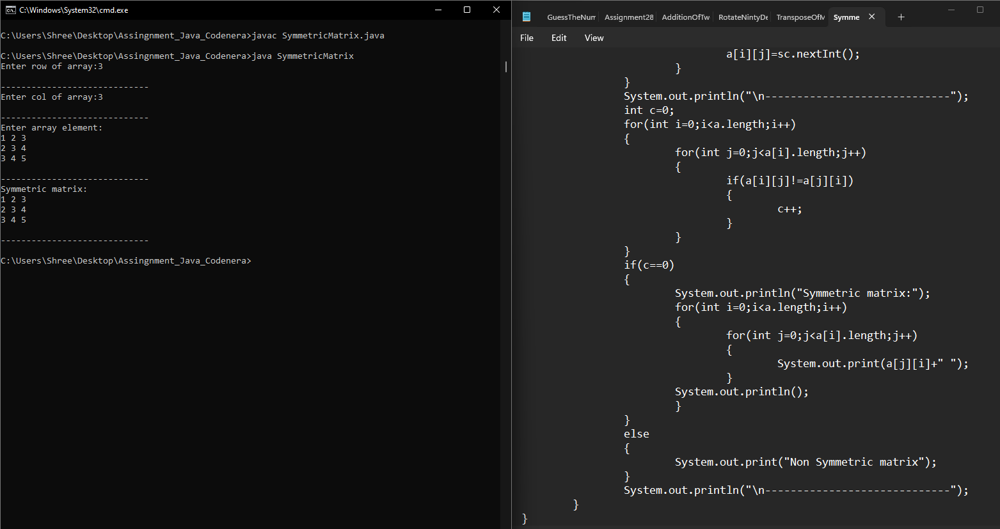 C:\Windows\System32\cmd.exe
C:\Users\Shree\Desktop\Assingnment_Java_Codenera>javac SymmetricMatrix.java
C:\Users\Shree\Desktop\Assingnment_Java_Codenera>java SymmetricMatrix
Enter row of array:3
-----------------------------
Enter col of array:3
-----------------------------
Enter array element:
1 2 3
2 3 4
3 4 5
-----------------------------
Symmetric matrix:
1 2 3
2 3 4
3 4 5
-----------------------------
C:\Users\Shree\Desktop\Assingnment_Java_Codenera>
GuessTheNum Assignment28 AdditionOfTw RotateNintyDe TransposeOfM Symme
File Edit View
a[i][j]=sc.nextInt();
}
}
System.out.println("\n-----------------------------");
int c=0;
for(int i=0;i<a.length;i++)
{
for(int j=0;j<a[i].length;j++)
{
if(a[i][j]!=a[j][i])
{
c++;
}
}
}
if(c==0)
{
System.out.println("Symmetric matrix:");
for(int i=0;i<a.length;i++)
{
for(int j=0;j<a[i].length;j++)
{
System.out.print(a[j][i]+" ");
}
System.out.println();
}
}
else
{
System.out.print("Non Symmetric matrix");
}
System.out.println("\n-----------------------------");
}
}